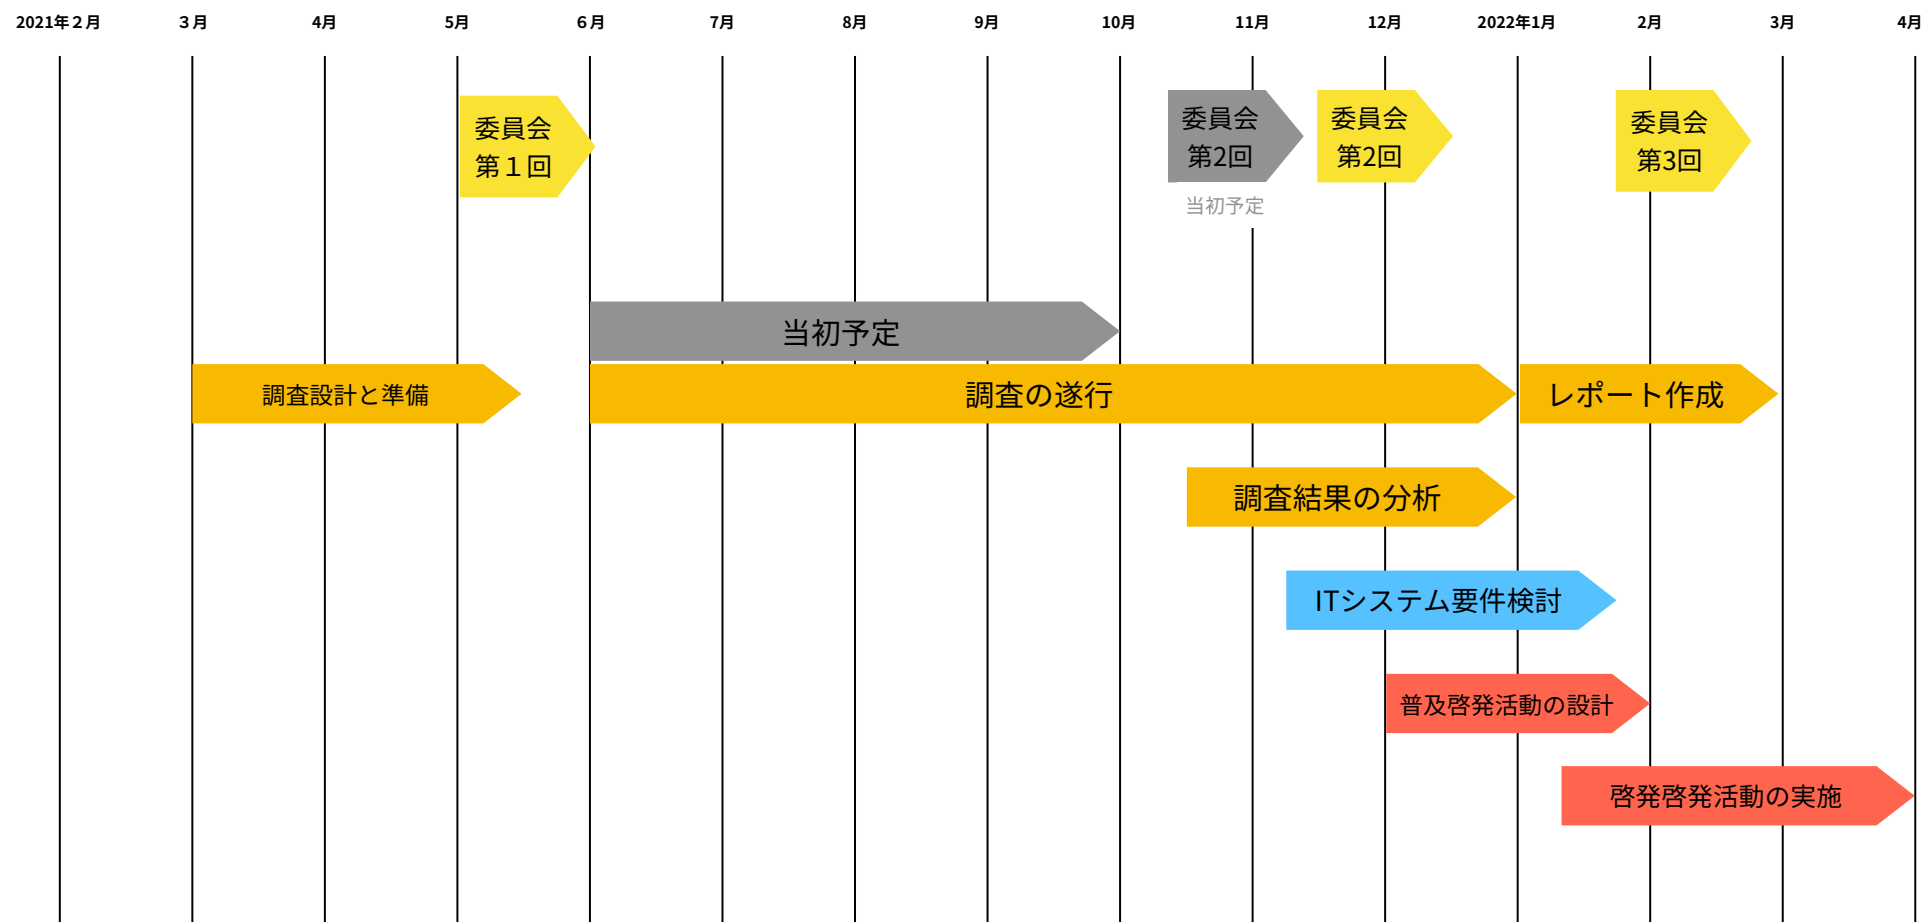 2021年２月
３月
4月
5月
６月
7月
8月
9月
10月
11月
12月
2022年1月
2月
3月
4月
委員会
第１回
委員会
第2回
当初予定
委員会
第2回
委員会
第3回
当初予定
調査設計と準備
調査の遂行
レポート作成
調査結果の分析
ITシステム要件検討
普及啓発活動の設計
啓発啓発活動の実施